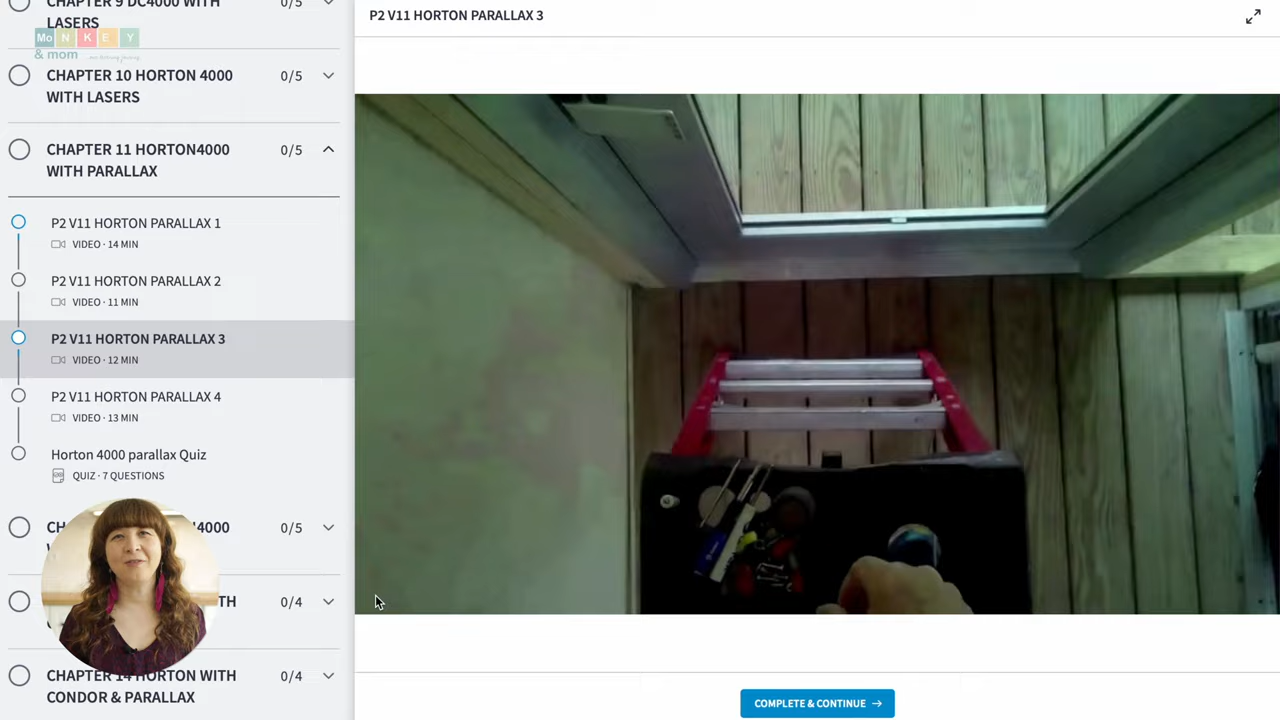 CHAPTER 9 DC4000 WITH
LASERS
0/5
MoNKEY
& mom
CHAPTER 10 HORTON 4000
WITH LASERS
0/5
CHAPTER 11 HORTON4000
WITH PARALLAX
0/5
P2 V11 HORTON PARALLAX 1
VIDEO · 14 MIN
P2 V11 HORTON PARALLAX 2
VIDEO · 11 MIN
P2 V11 HORTON PARALLAX 3
VIDEO · 12 MIN
P2 V11 HORTON PARALLAX 4
VIDEO · 13 MIN
Horton 4000 parallax Quiz
QUIZ · 7 QUESTIONS
4000
0/5
TH
0/4
CHAPTER 14 HORTON WITH
CONDOR & PARALLAX
0/4
P2 V11 HORTON PARALLAX 3
COMPLETE & CONTINUE